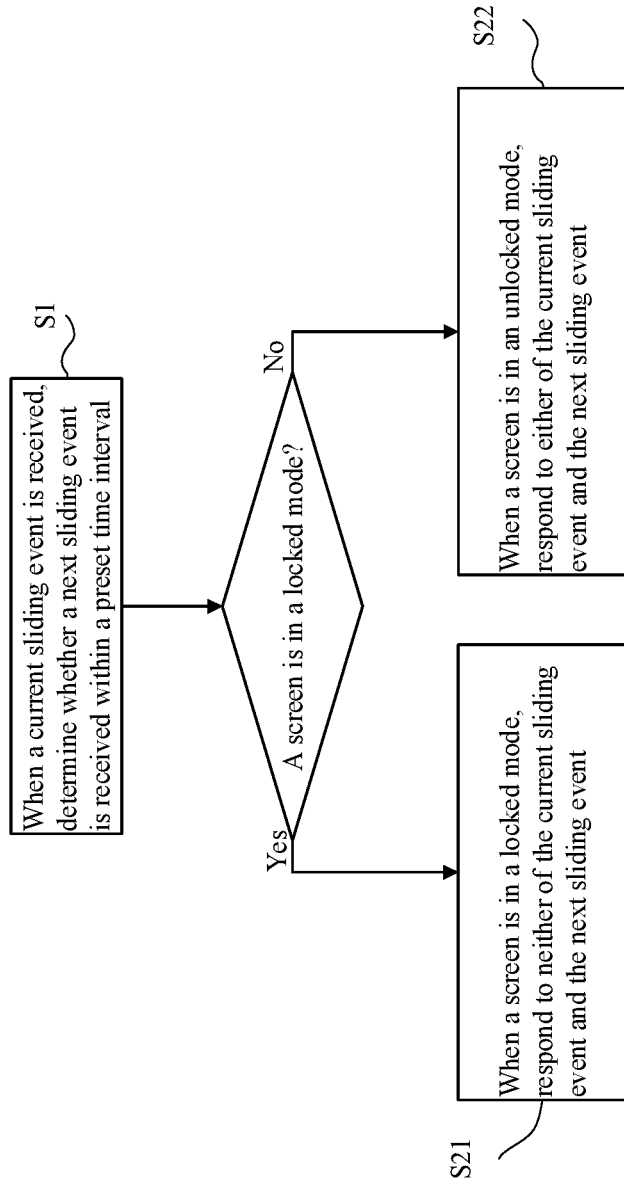 S1
When a current sliding event is received,
determine whether a next sliding event
is received within a preset time interval
Yes
A screen is in a locked mode?
No
S21
When a screen is in a locked mode,
respond to neither of the current sliding
event and the next sliding event
When a screen is in an unlocked mode,
respond to either of the current sliding
event and the next sliding event
S22